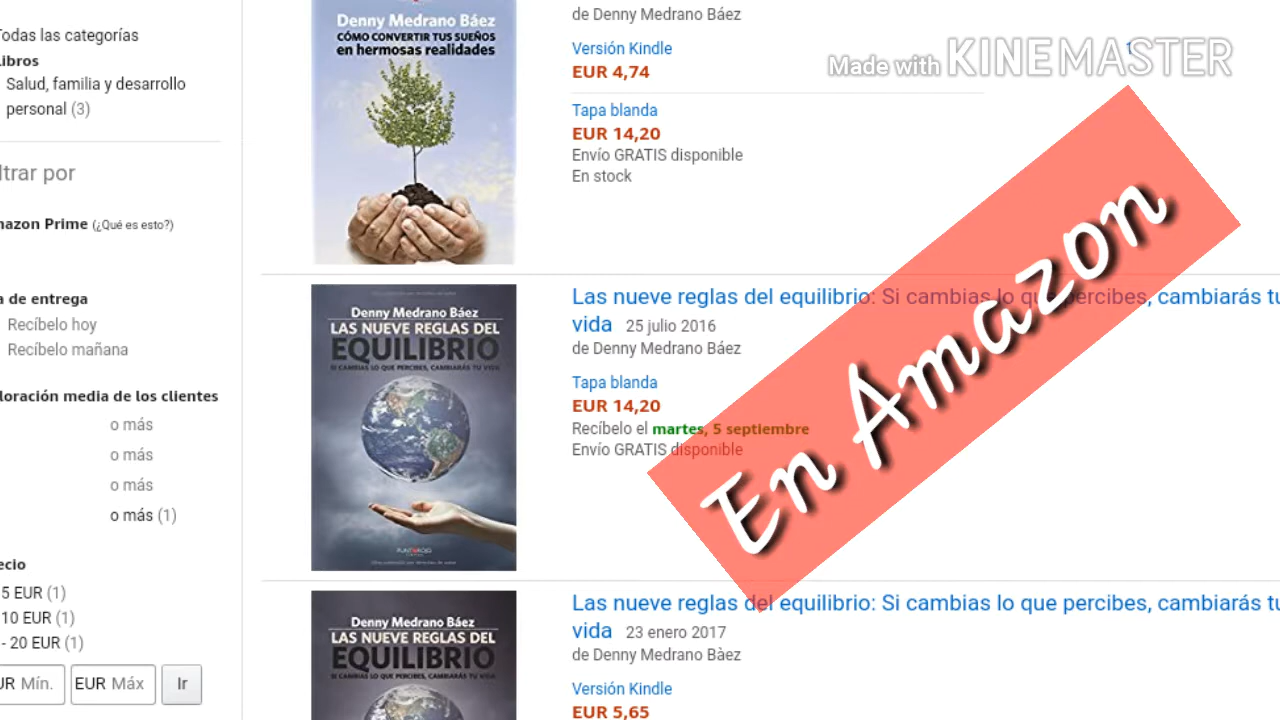 Todas las categorías
Libros
Salud, familia y desarrollo
personal (3)
ltrar por
mazon Prime (¿Qué es esto?)
a de entrega
Recíbelo hoy
Recíbelo mañana
loración media de los clientes
o más
o más
o más
o más (1)
ecio
5 EUR (1)
10 EUR (1)
- 20 EUR (1)
UR Mín.
EUR Máx
Ir
Denny Medrano Báez
CÓMO CONVERTIR TUS SUEÑOS
en hermosas realidades
de Denny Medrano Báez
Versión Kindle
EUR 4,74
Tapa blanda
EUR 14,20
Envío GRATIS disponible
En stock
Made with KINEMASTER
En Amazon
Denny Medrano Báez
LAS NUEVE REGLAS DEL
EQUILIBRIO
SI CAMBIAS LO QUE PERCIBES, CAMBIARÁS TU VIDA
Las nueve reglas del equilibrio: Si cambias lo que percibes, cambiarás tu
vida 25 julio 2016
de Denny Medrano Báez
Tapa blanda
EUR 14,20
Recíbelo el martes, 5 septiembre
Envío GRATIS disponible
Denny Medrano Báez
LAS NUEVE REGLAS DEL
EQUILIBRIO
SI CAMBIAS LO QUE PERCIBES, CAMBIARÁS TU VIDA
Las nueve reglas del equilibrio: Si cambias lo que percibes, cambiarás tu
vida 23 enero 2017
de Denny Medrano Bàez
Versión Kindle
EUR 5,65